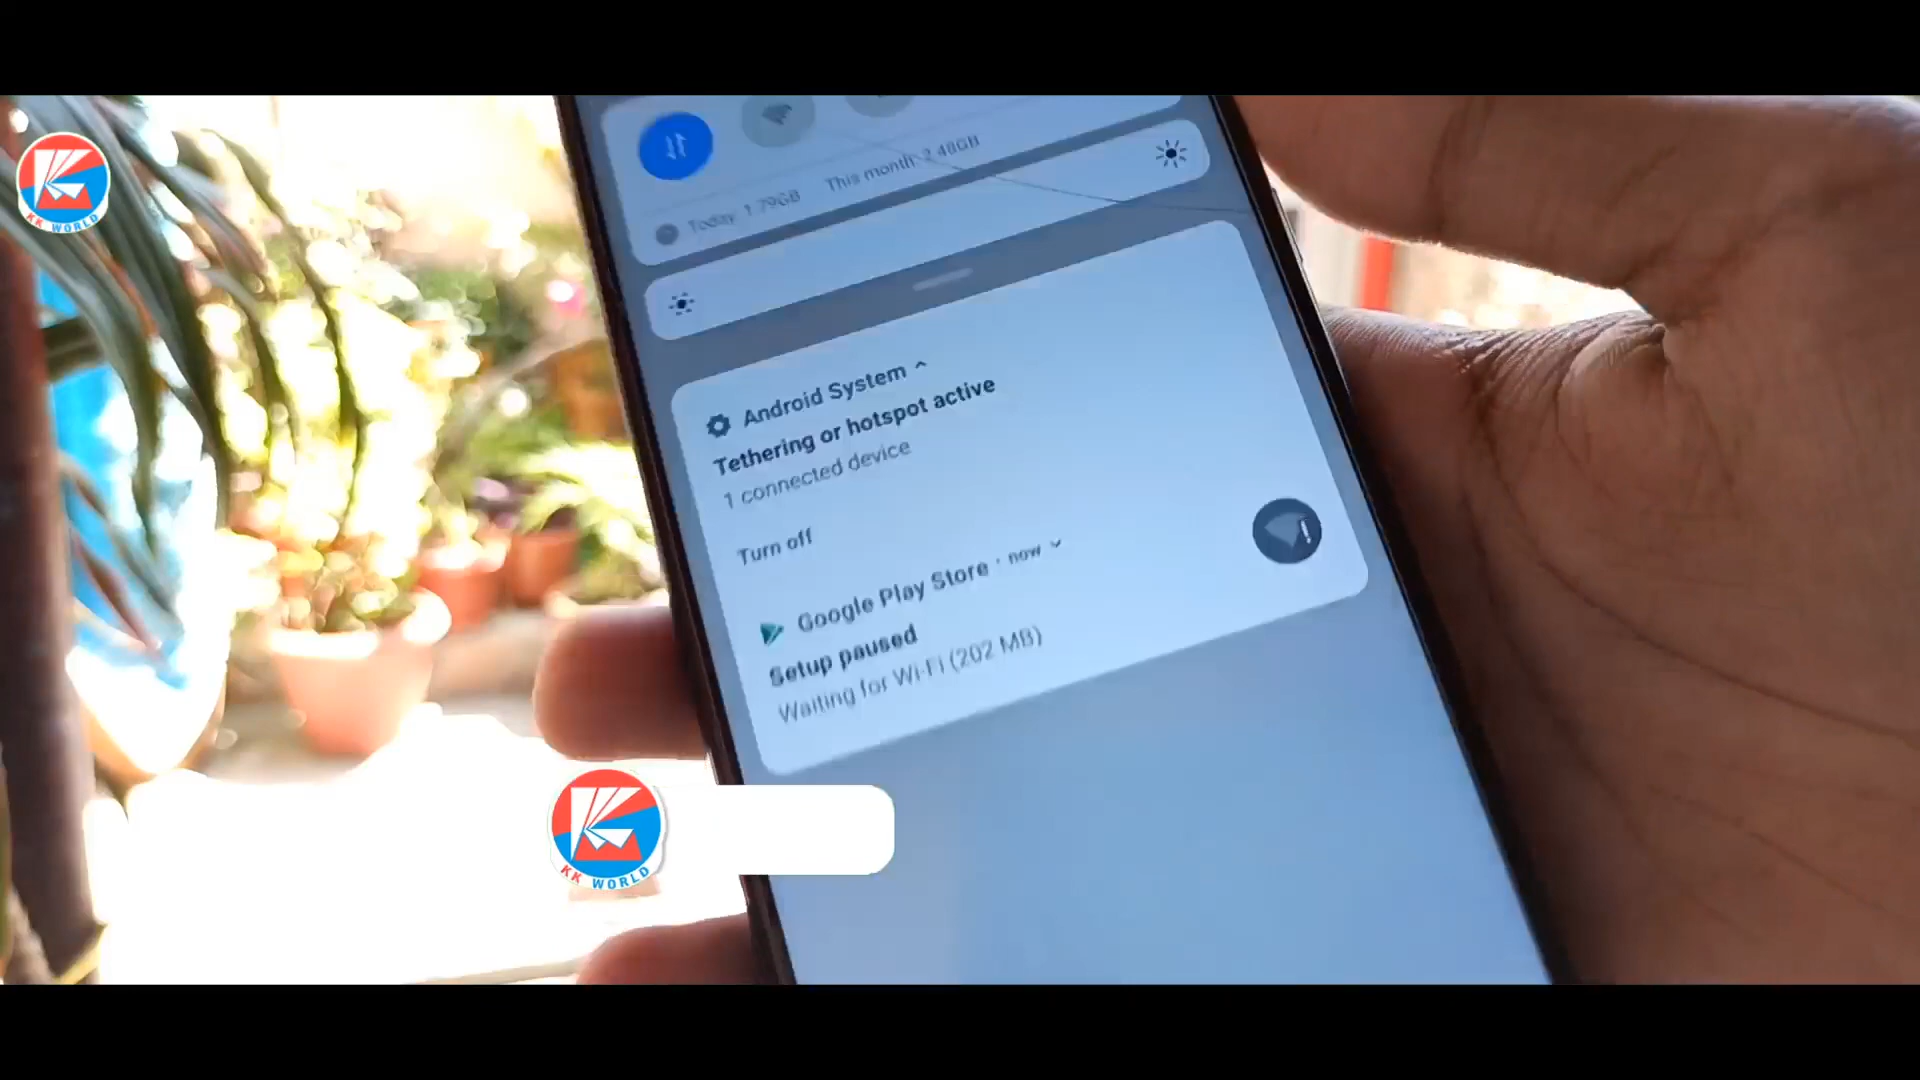 KK WORLD
Today: 1.79GB This month: 2.48GB
Android System
Tethering or hotspot active
1 connected device
Turn off
Google Play Store · now
Setup paused
Waiting for Wi-Fi (202 MB)
KK WORLD